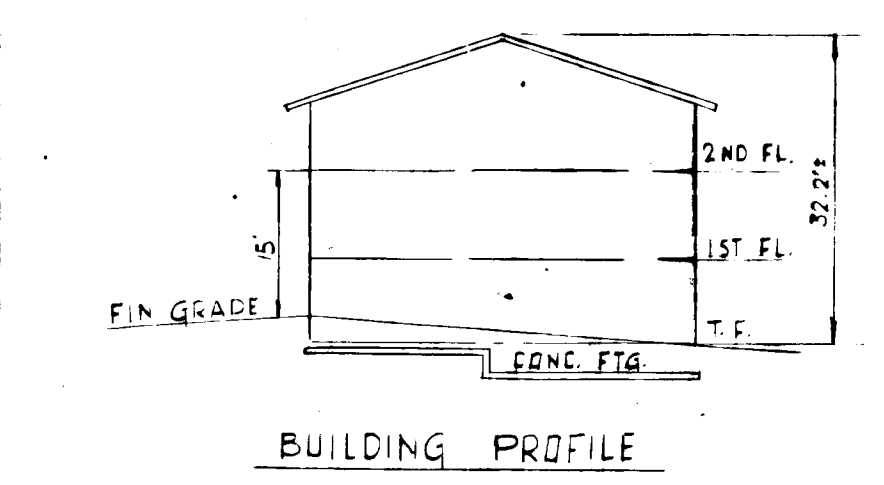 2ND FL.
32.2'±
15'
1ST FL.
FIN GRADE
T. F.
CONC. FTG.
BUILDING PROFILE